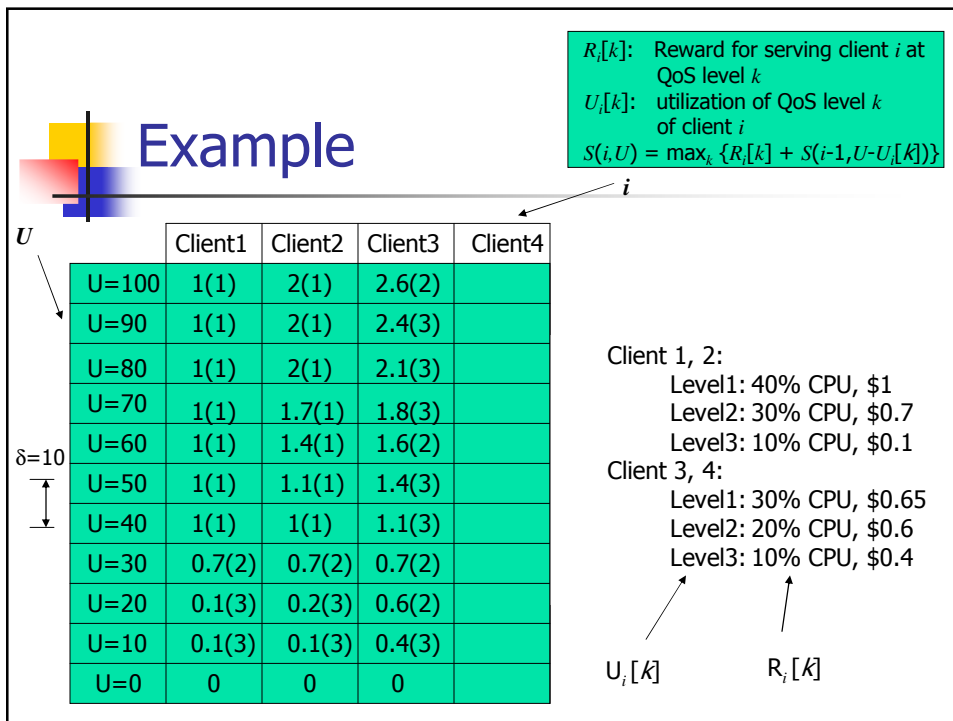 R_i[k]: Reward for serving client i at
QoS level k
U_i[k]: utilization of QoS level k
of client i
S(i,U) = max_k {R_i[k] + S(i-1,U-U_i[k])}
Example
i
U
Client1 Client2 Client3 Client4
U=100 1(1) 2(1) 2.6(2)
U=90 1(1) 2(1) 2.4(3)
U=80 1(1) 2(1) 2.1(3)
U=70 1(1) 1.7(1) 1.8(3)
U=60 1(1) 1.4(1) 1.6(2)
U=50 1(1) 1.1(1) 1.4(3)
U=40 1(1) 1(1) 1.1(3)
U=30 0.7(2) 0.7(2) 0.7(2)
U=20 0.1(3) 0.2(3) 0.6(2)
U=10 0.1(3) 0.1(3) 0.4(3)
U=0 0 0 0
δ=10
Client 1, 2:
Level1: 40% CPU, $1
Level2: 30% CPU, $0.7
Level3: 10% CPU, $0.1
Client 3, 4:
Level1: 30% CPU, $0.65
Level2: 20% CPU, $0.6
Level3: 10% CPU, $0.4
U_i[k] R_i[k]